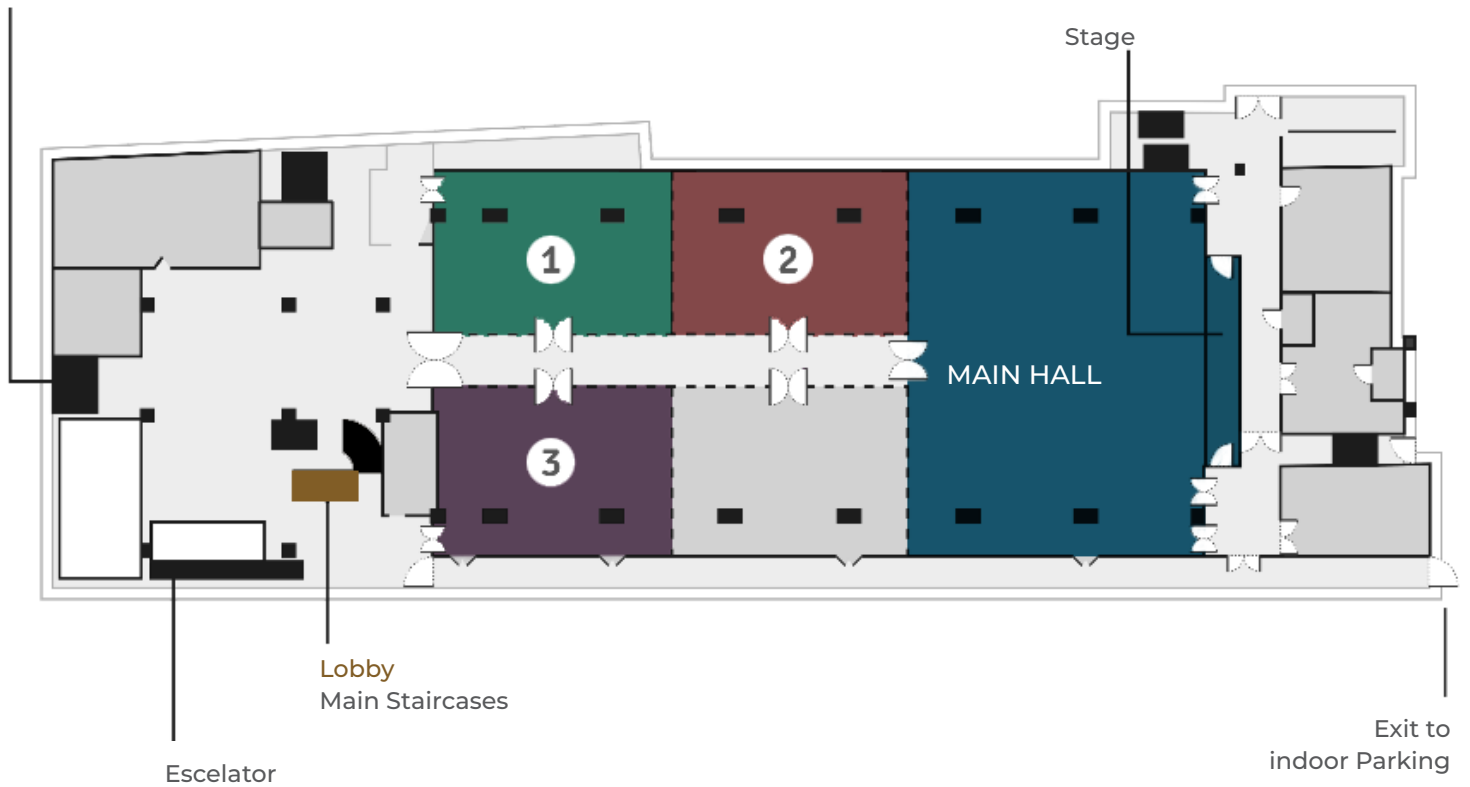 Stage
1
2
MAIN HALL
3
Lobby
Main Staircases
Escelator
Exit to
indoor Parking